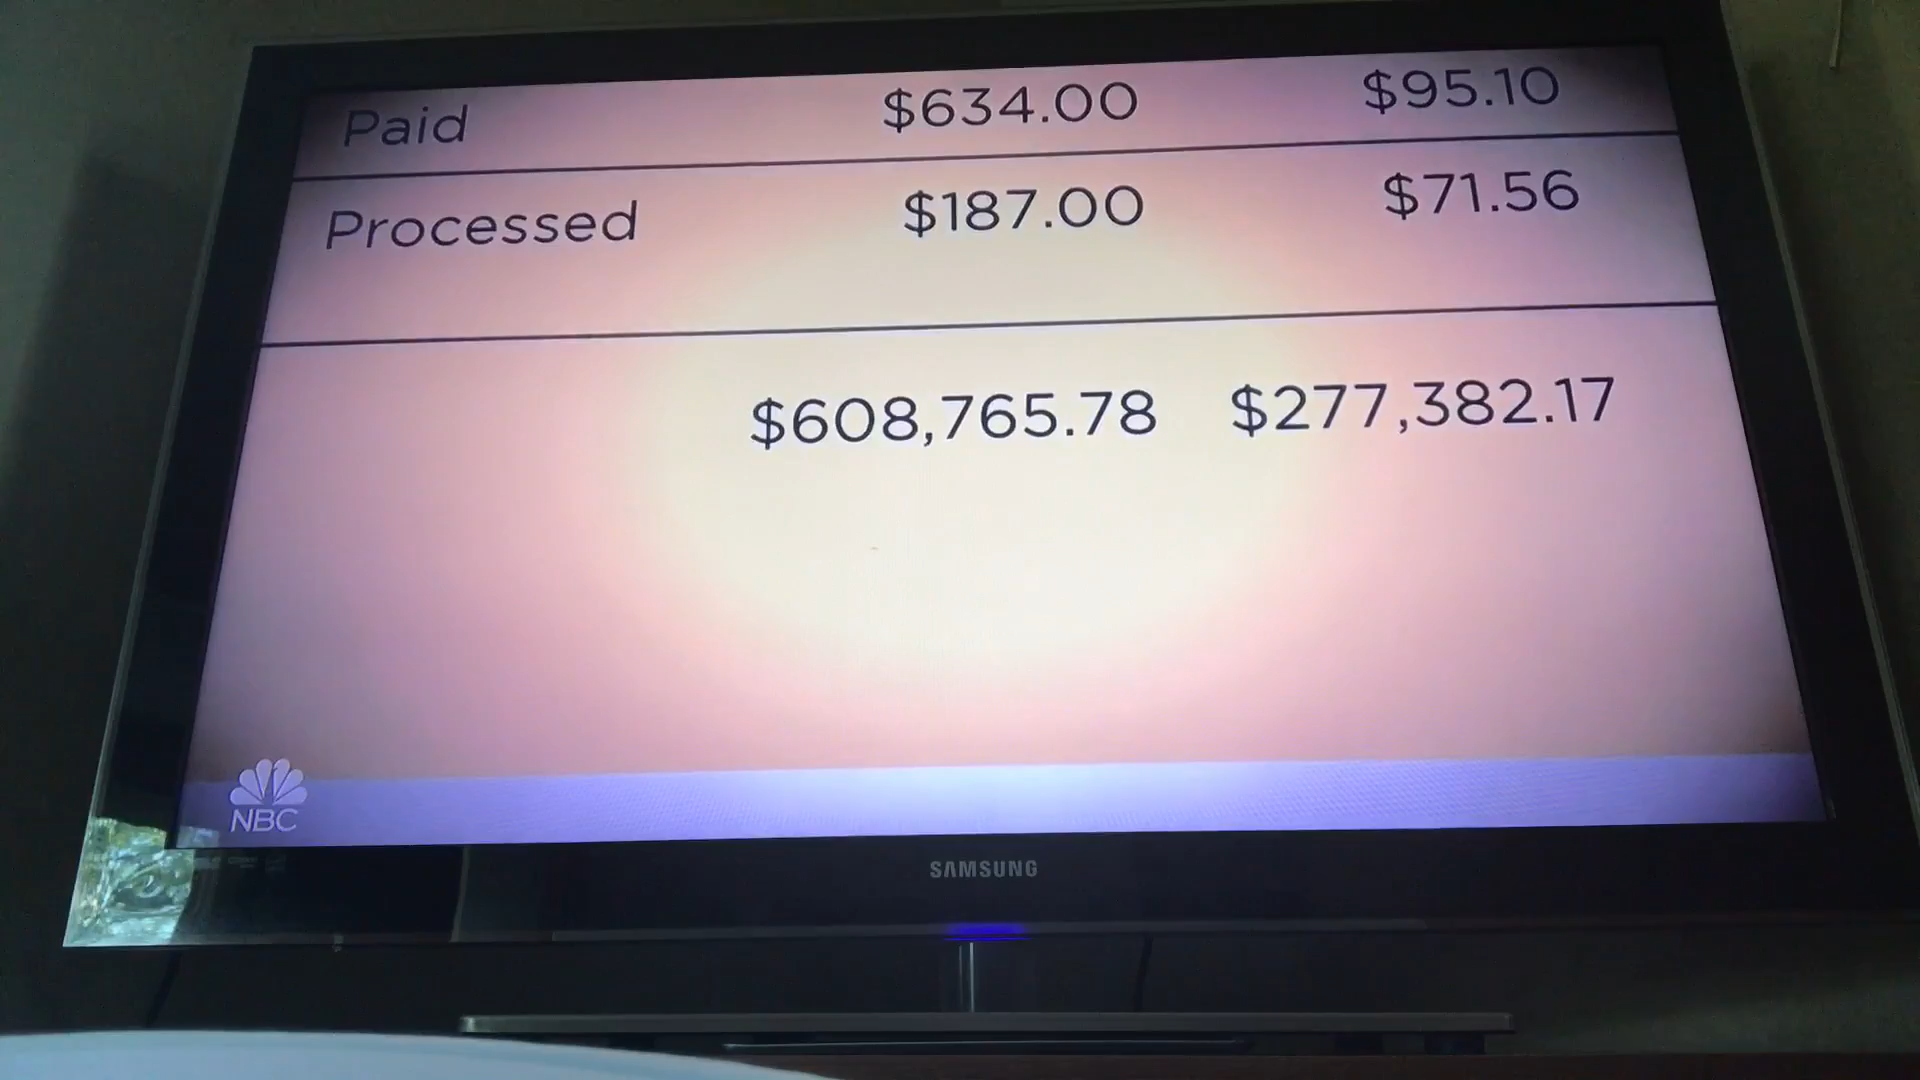 Paid $634.00 $95.10
Processed $187.00 $71.56
$608,765.78 $277,382.17
NBC
SAMSUNG